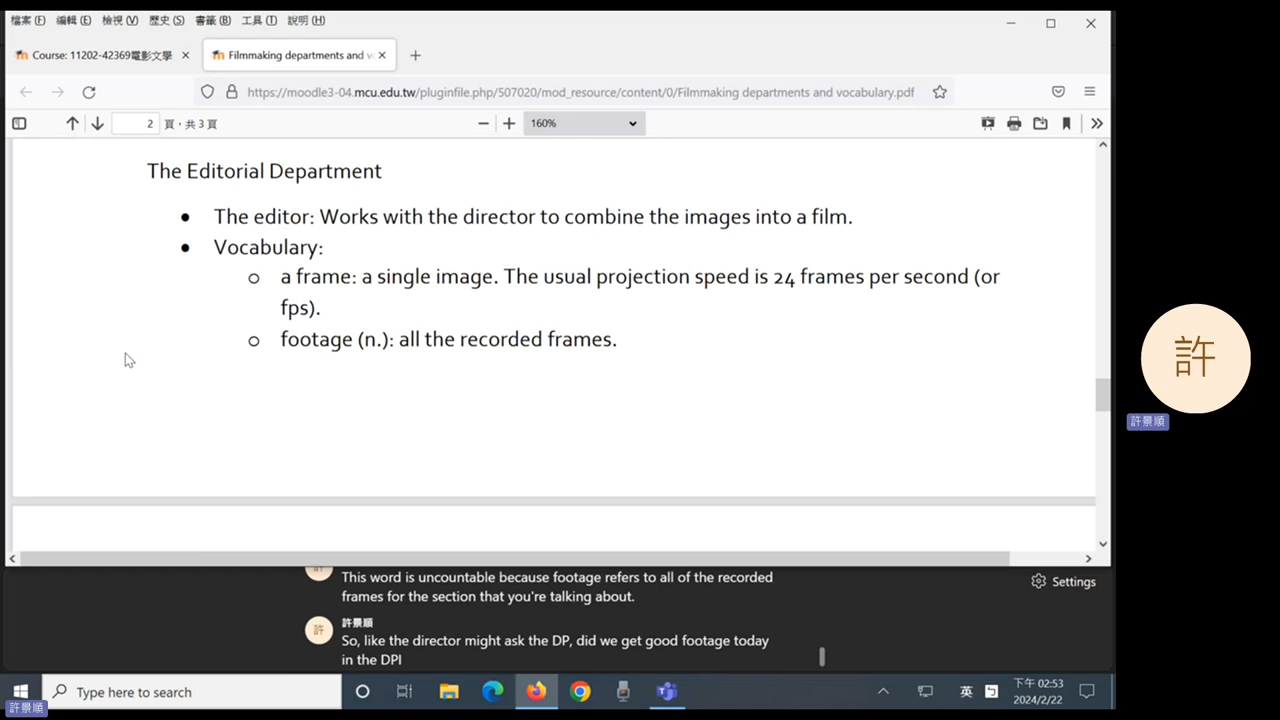 檔案(F) 編輯(E) 檢視(V) 歷史(S) 書籤(B) 工具(T) 說明(H)
Course: 11202-42369電影文學
Filmmaking departments and vo
https://moodle3-04.mcu.edu.tw/pluginfile.php/507020/mod_resource/content/0/Filmmaking departments and vocabulary.pdf
2 頁，共 3 頁
160%
The Editorial Department
• The editor: Works with the director to combine the images into a film.
• Vocabulary:
o a frame: a single image. The usual projection speed is 24 frames per second (or
fps).
o footage (n.): all the recorded frames.
許
許景順
This word is uncountable because footage refers to all of the recorded
frames for the section that you're talking about.
Settings
許
許景順
So, like the director might ask the DP, did we get good footage today
in the DPI
Type here to search
英
下午 02:53
2024/2/22
許景順